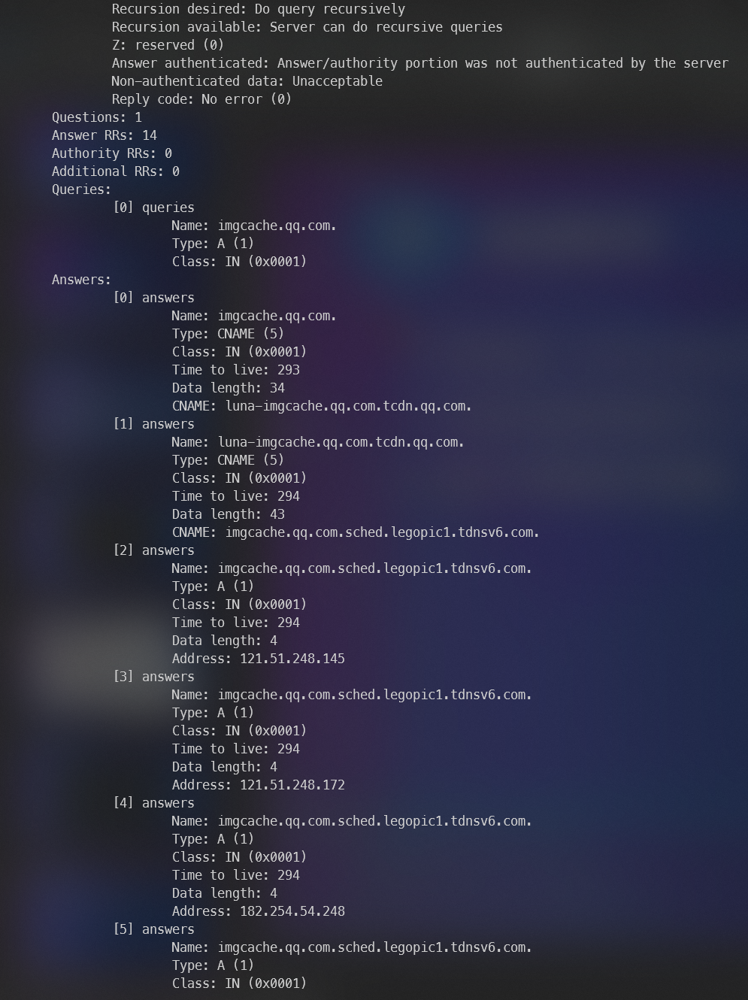 Recursion desired: Do query recursively
Recursion available: Server can do recursive queries
Z: reserved (0)
Answer authenticated: Answer/authority portion was not authenticated by the server
Non-authenticated data: Unacceptable
Reply code: No error (0)
Questions: 1
Answer RRs: 14
Authority RRs: 0
Additional RRs: 0
Queries:
[0] queries
Name: imgcache.qq.com.
Type: A (1)
Class: IN (0x0001)
Answers:
[0] answers
Name: imgcache.qq.com.
Type: CNAME (5)
Class: IN (0x0001)
Time to live: 293
Data length: 34
CNAME: luna-imgcache.qq.com.tcdn.qq.com.
[1] answers
Name: luna-imgcache.qq.com.tcdn.qq.com.
Type: CNAME (5)
Class: IN (0x0001)
Time to live: 294
Data length: 43
CNAME: imgcache.qq.com.sched.legopic1.tdnsv6.com.
[2] answers
Name: imgcache.qq.com.sched.legopic1.tdnsv6.com.
Type: A (1)
Class: IN (0x0001)
Time to live: 294
Data length: 4
Address: 121.51.248.145
[3] answers
Name: imgcache.qq.com.sched.legopic1.tdnsv6.com.
Type: A (1)
Class: IN (0x0001)
Time to live: 294
Data length: 4
Address: 121.51.248.172
[4] answers
Name: imgcache.qq.com.sched.legopic1.tdnsv6.com.
Type: A (1)
Class: IN (0x0001)
Time to live: 294
Data length: 4
Address: 182.254.54.248
[5] answers
Name: imgcache.qq.com.sched.legopic1.tdnsv6.com.
Type: A (1)
Class: IN (0x0001)